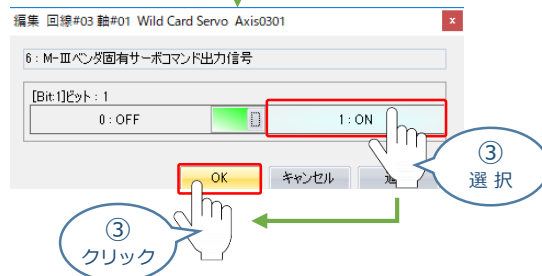 編集 回線#03 軸#01 Wild Card Servo Axis0301
x
6 : M-Ⅲベンダ固有サーボコマンド出力信号
[Bit:1]ビット : 1
0 : OFF
1 : ON
③
選 択
OK
キャンセル
③
クリック